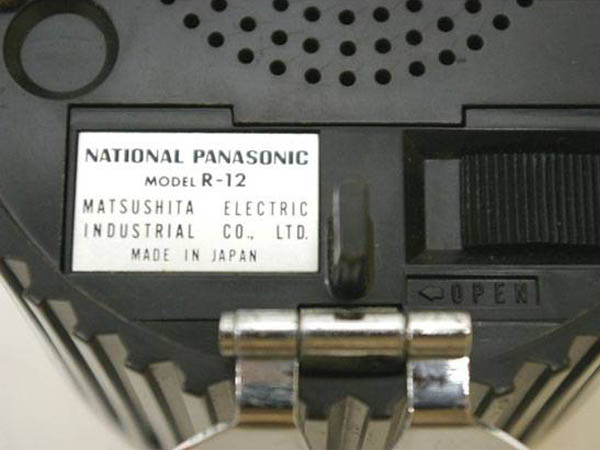 NATIONAL PANASONIC
MODEL R-12
MATSUSHITA ELECTRIC
INDUSTRIAL CO., LTD.
MADE IN JAPAN
OPEN